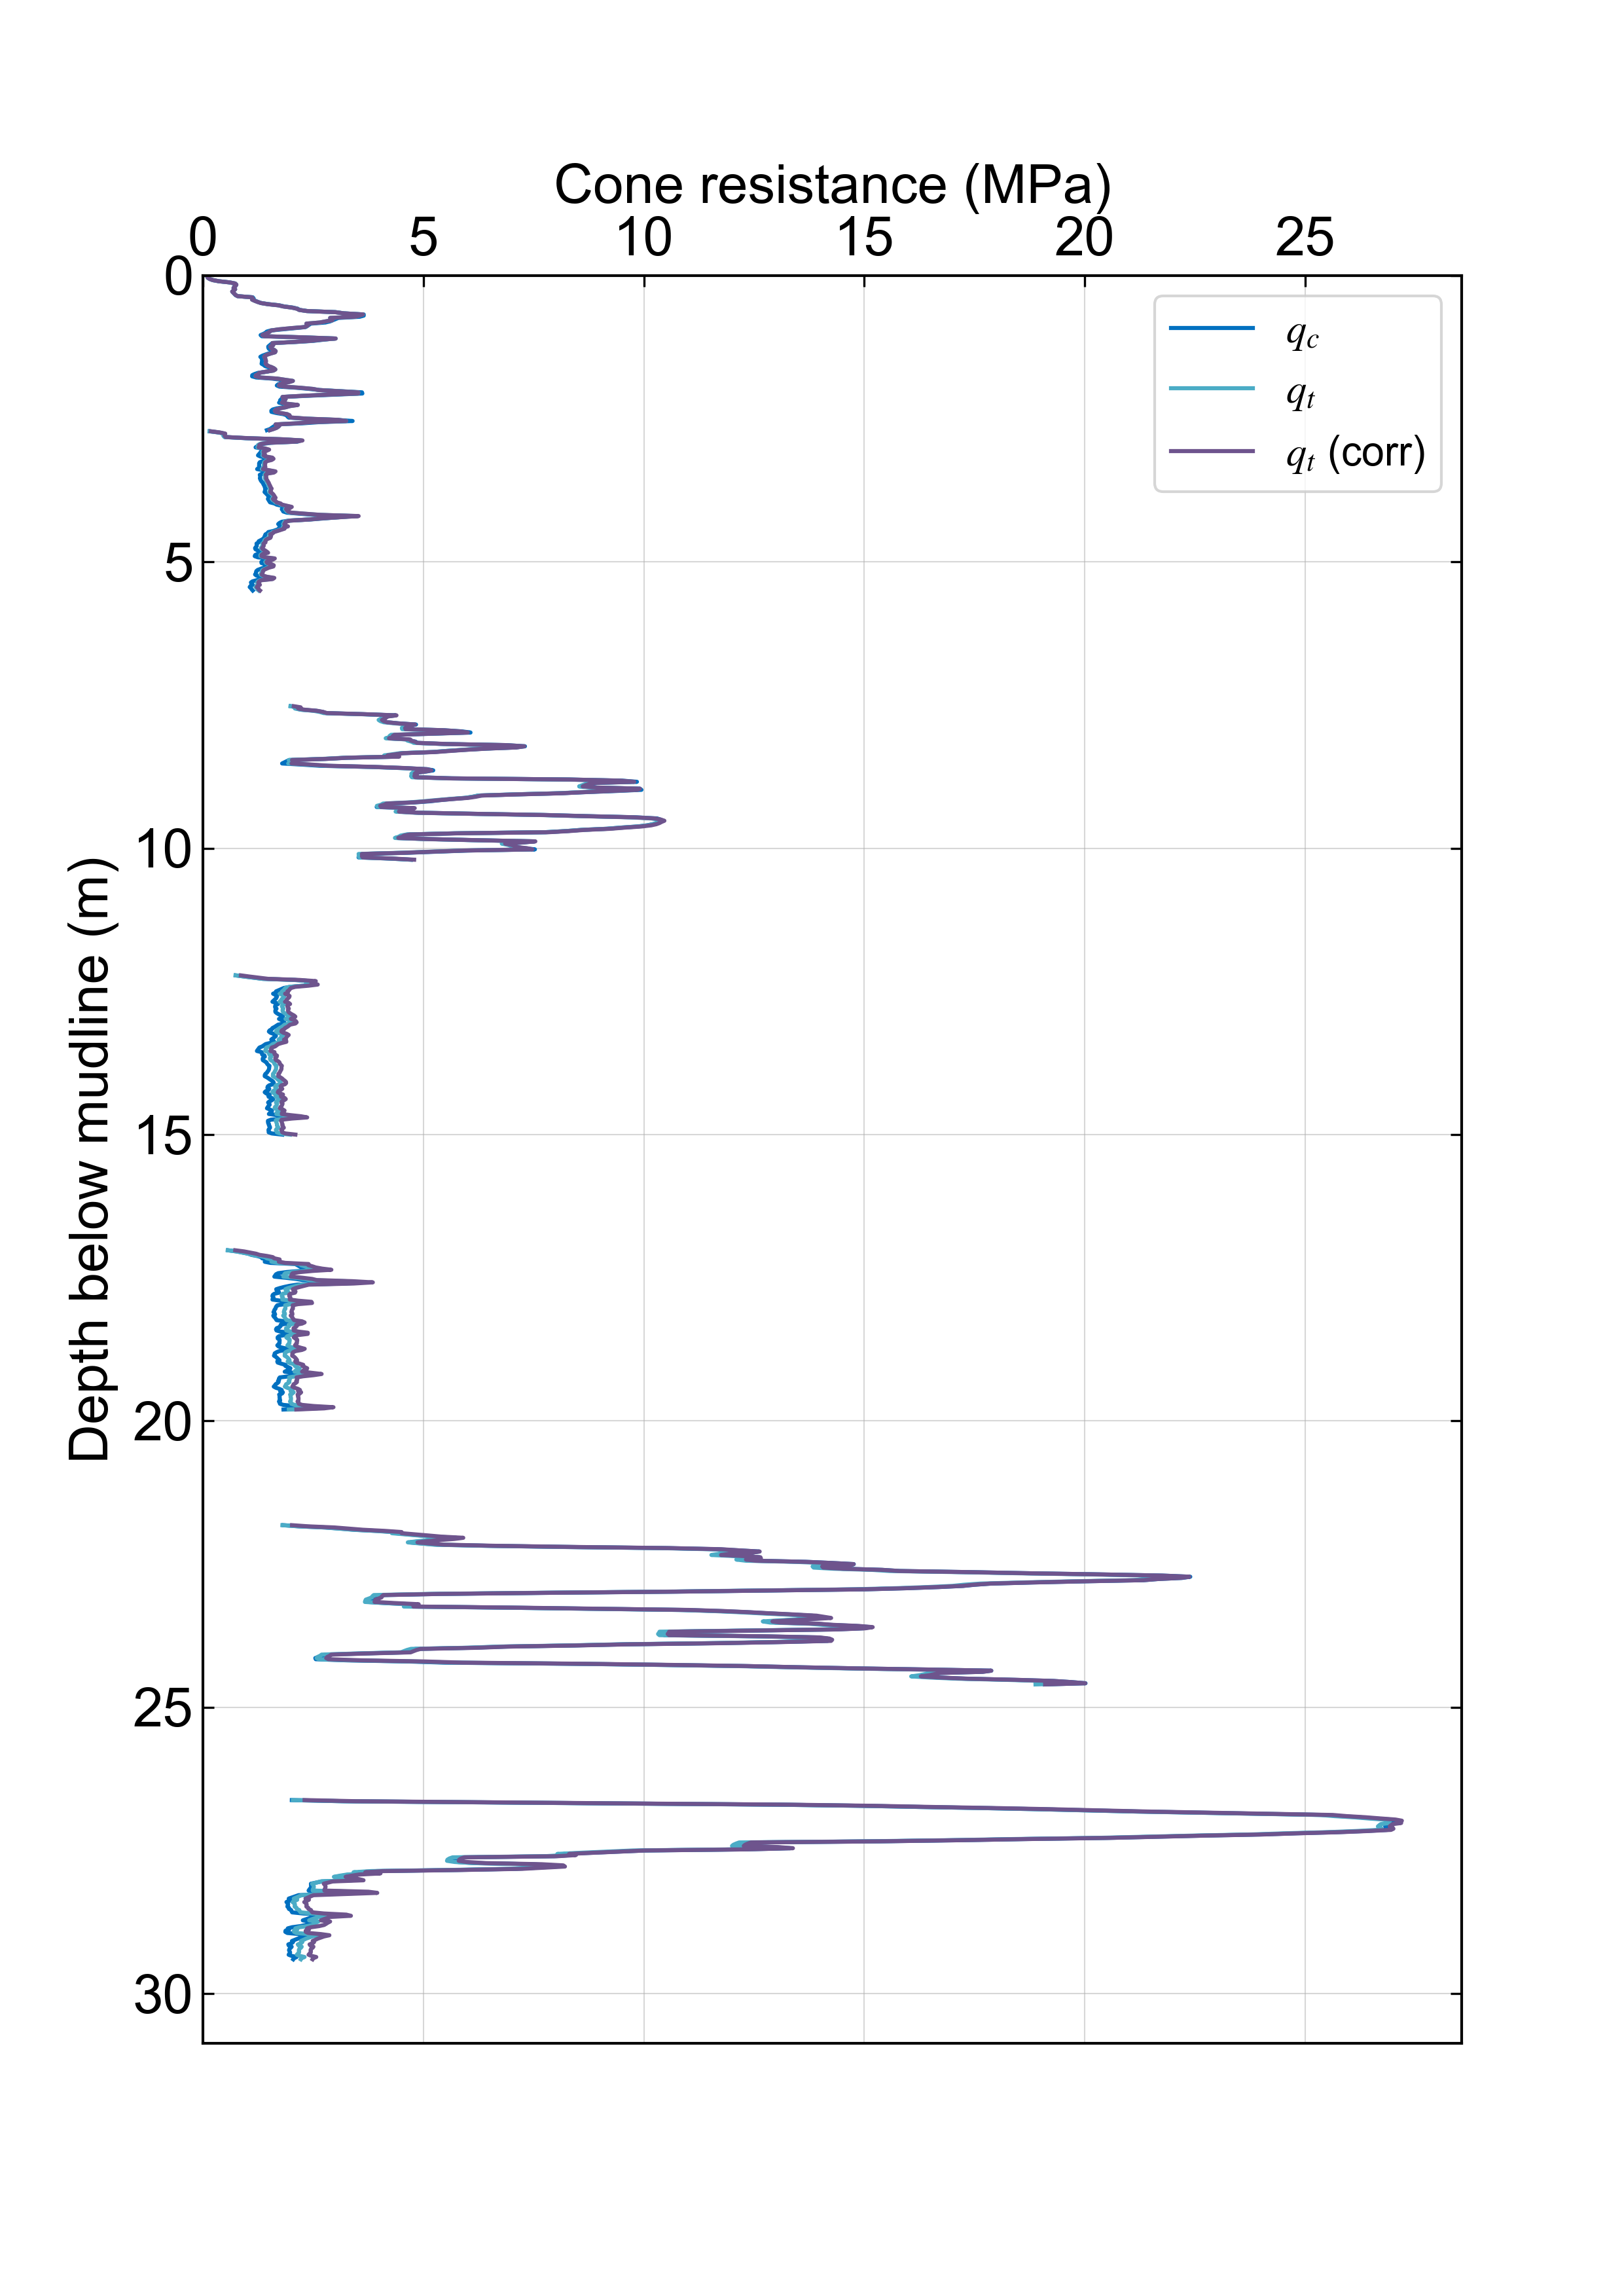 Cone resistance (MPa)
0 5 10 15 20 25
0
5
10
15
20
25
30
Depth below mudline (m)
q_c
q_t
q_t (corr)